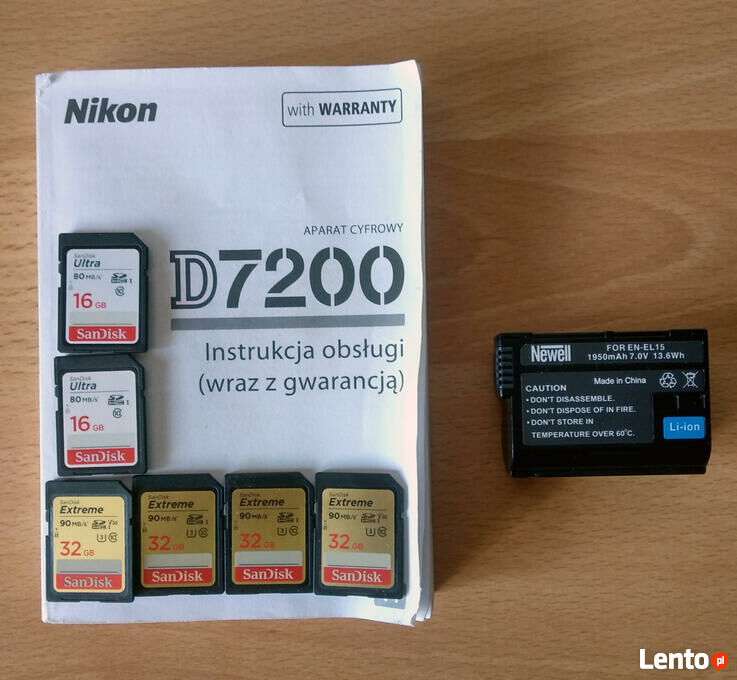 Nikon
with WARRANTY
APARAT CYFROWY
D7200
Instrukcja obsługi
(wraz z gwarancją)
SanDisk
Ultra
80 MB/s
16 GB
SanDisk
SanDisk
Ultra
80 MB/s
16 GB
SanDisk
SanDisk
Extreme
90 MB/s
V30
32 GB
SanDisk
SanDisk
Extreme
90 MB/s
32 GB
SanDisk
SanDisk
Extreme
90 MB/s
32 GB
SanDisk
SanDisk
Extreme
90 MB/s
32 GB
SanDisk
Newell
FOR EN-EL15
1950mAh 7.0V 13.6Wh
Made in China
CAUTION
• DON'T DISASSEMBLE.
• DON'T DISPOSE OF IN FIRE.
• DON'T STORE IN
TEMPERATURE OVER 60°C.
Li-ion
Lento pl